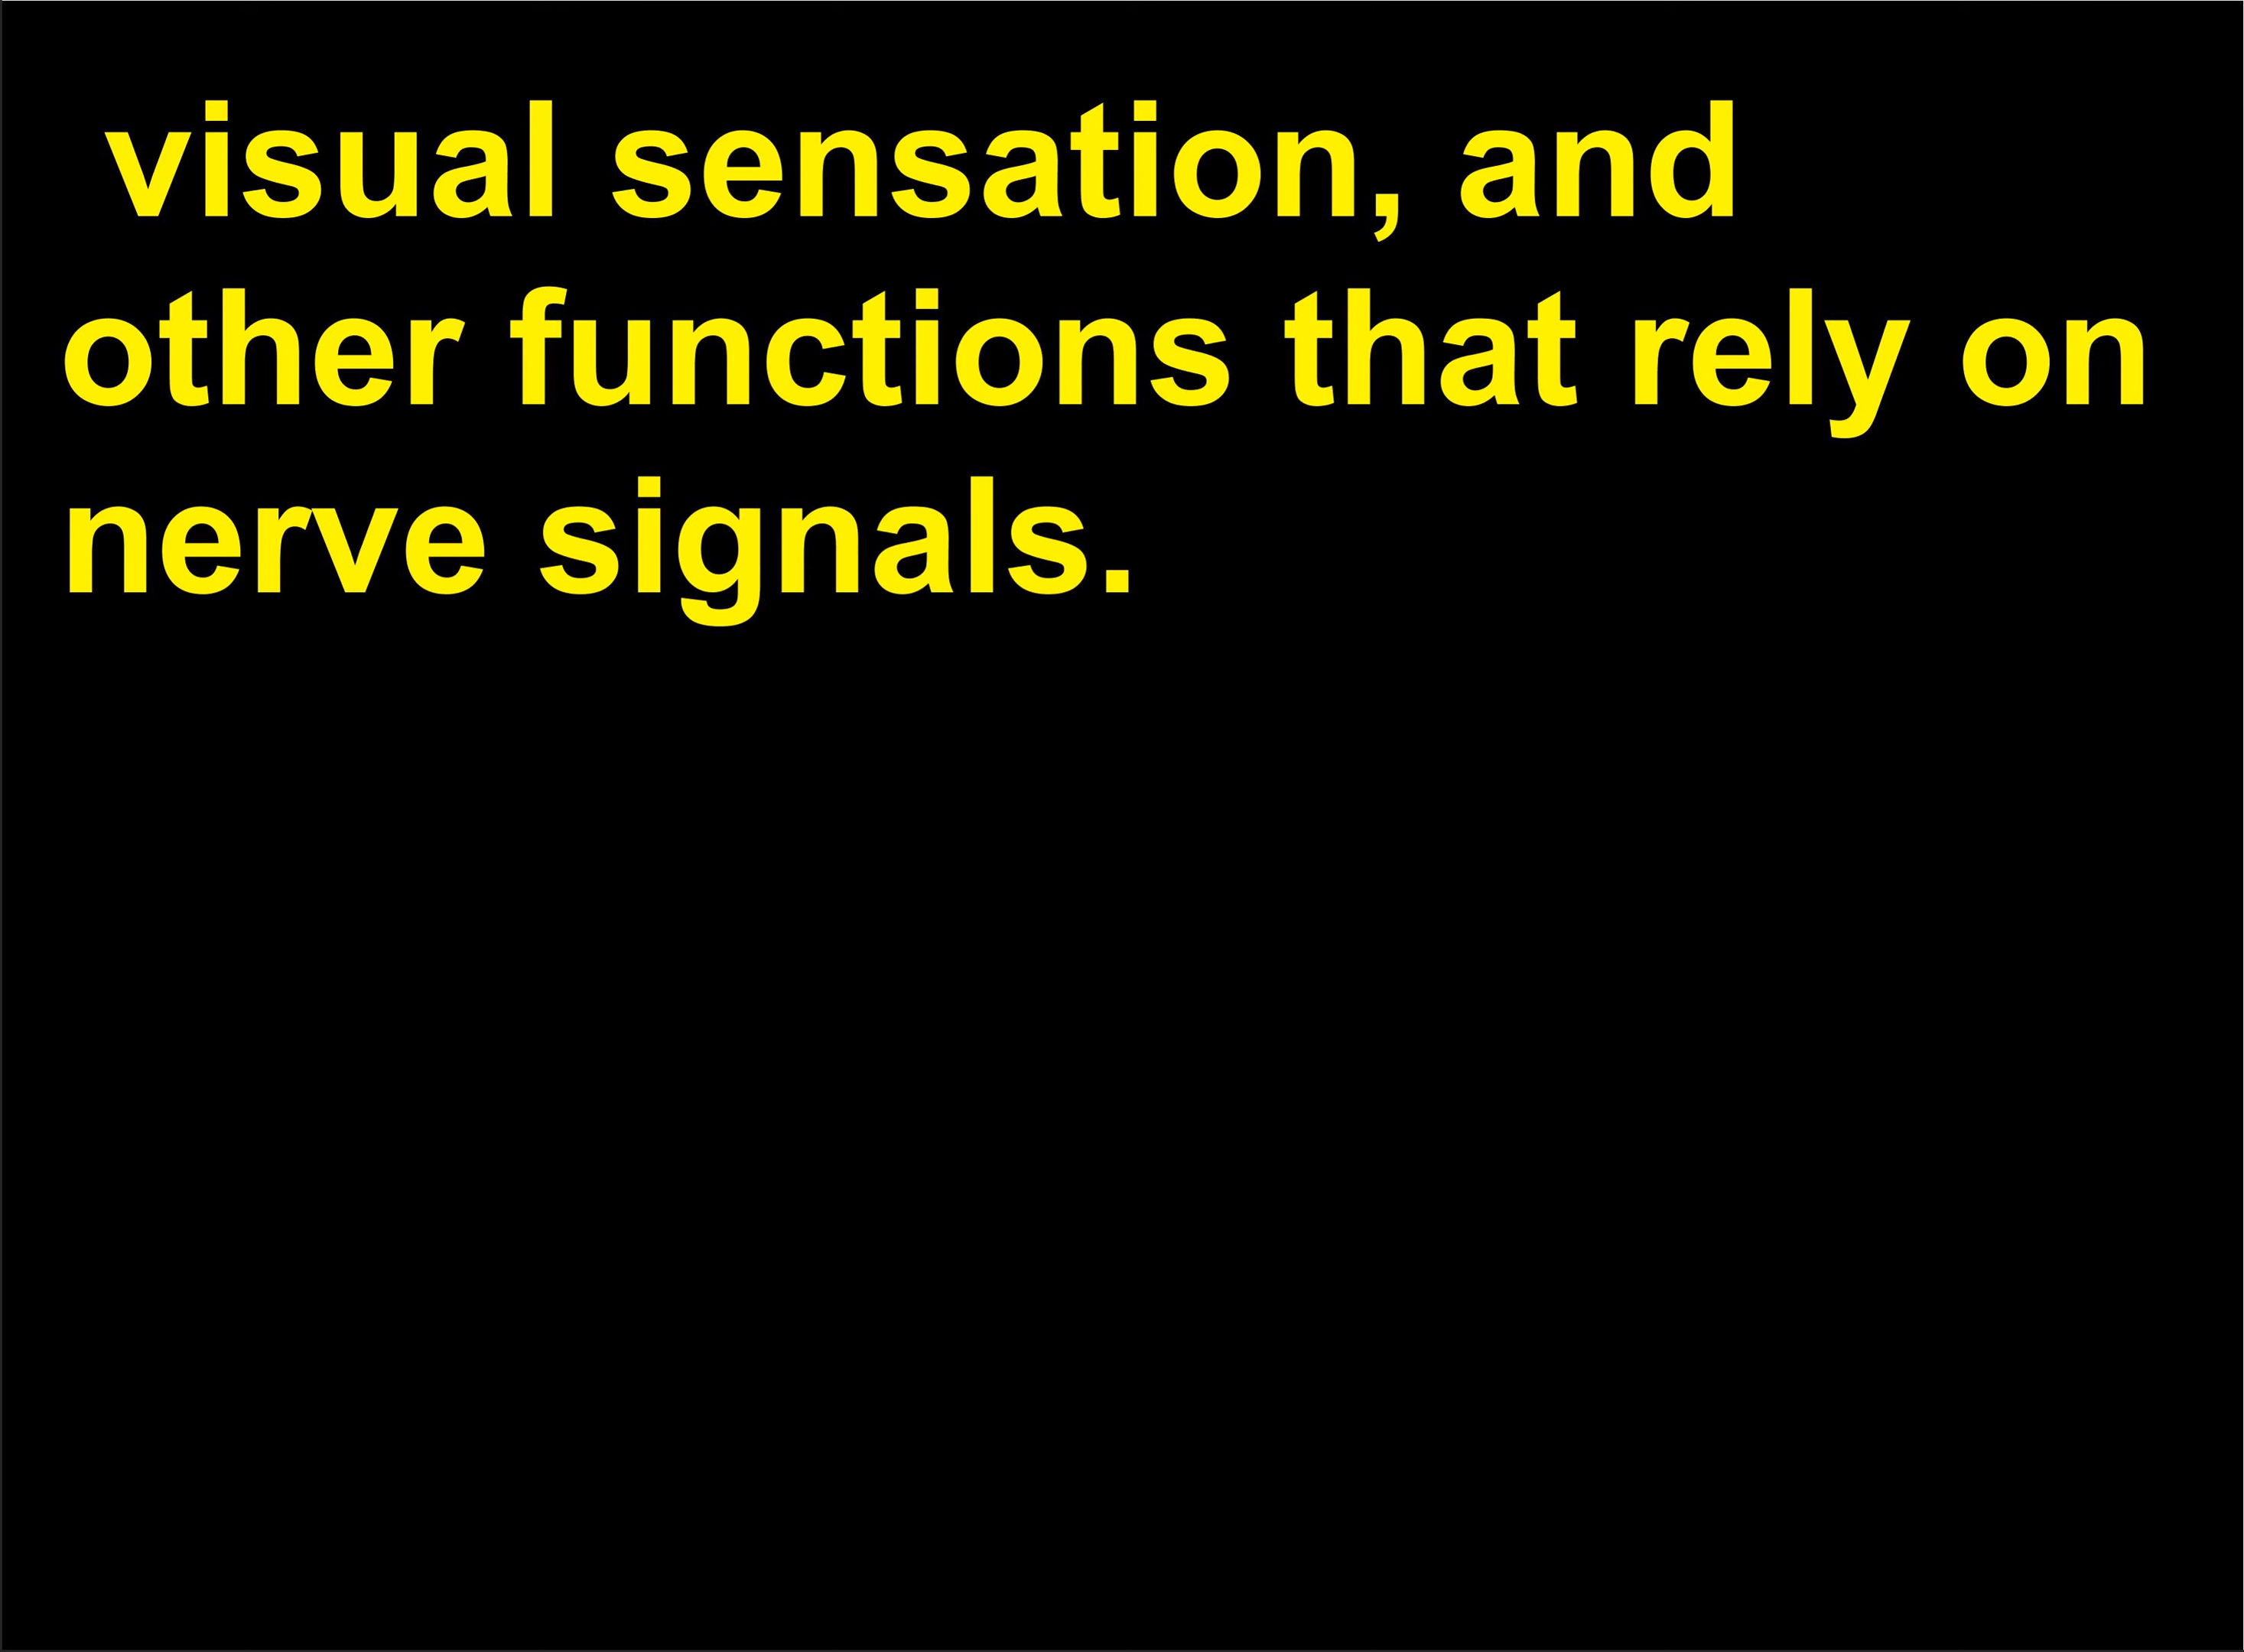 visual sensation, and
other functions that rely on
nerve signals.